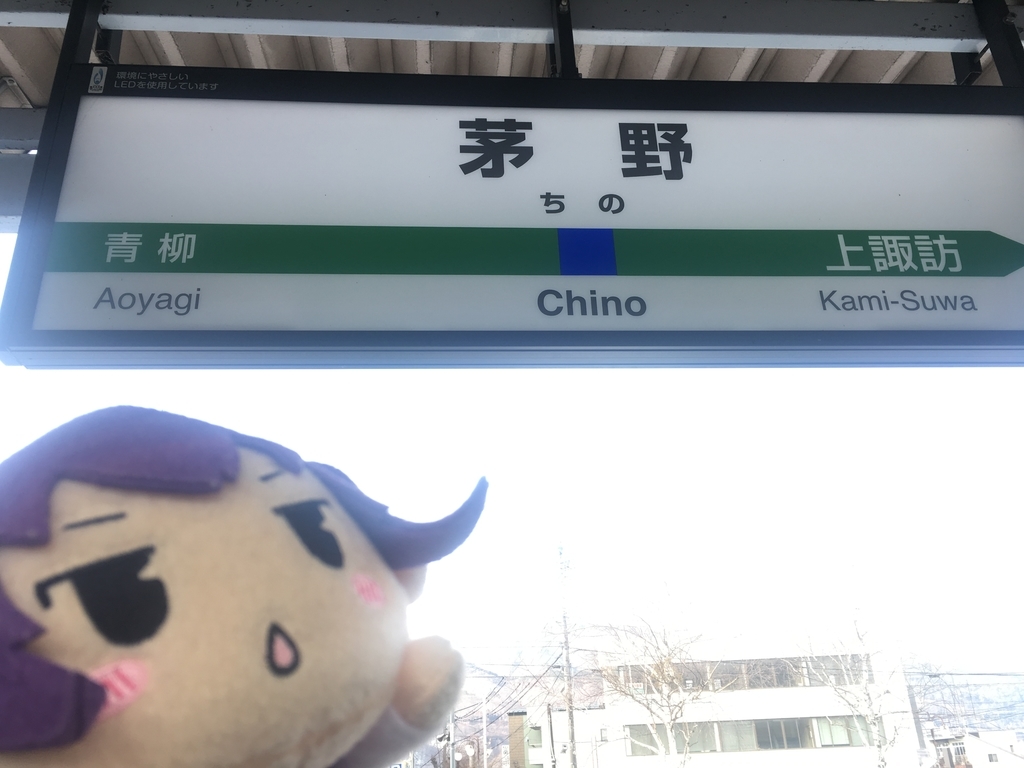 環境にやさしい
LEDを使用しています
茅野
ちの
青柳 上諏訪
Aoyagi Chino Kami-Suwa